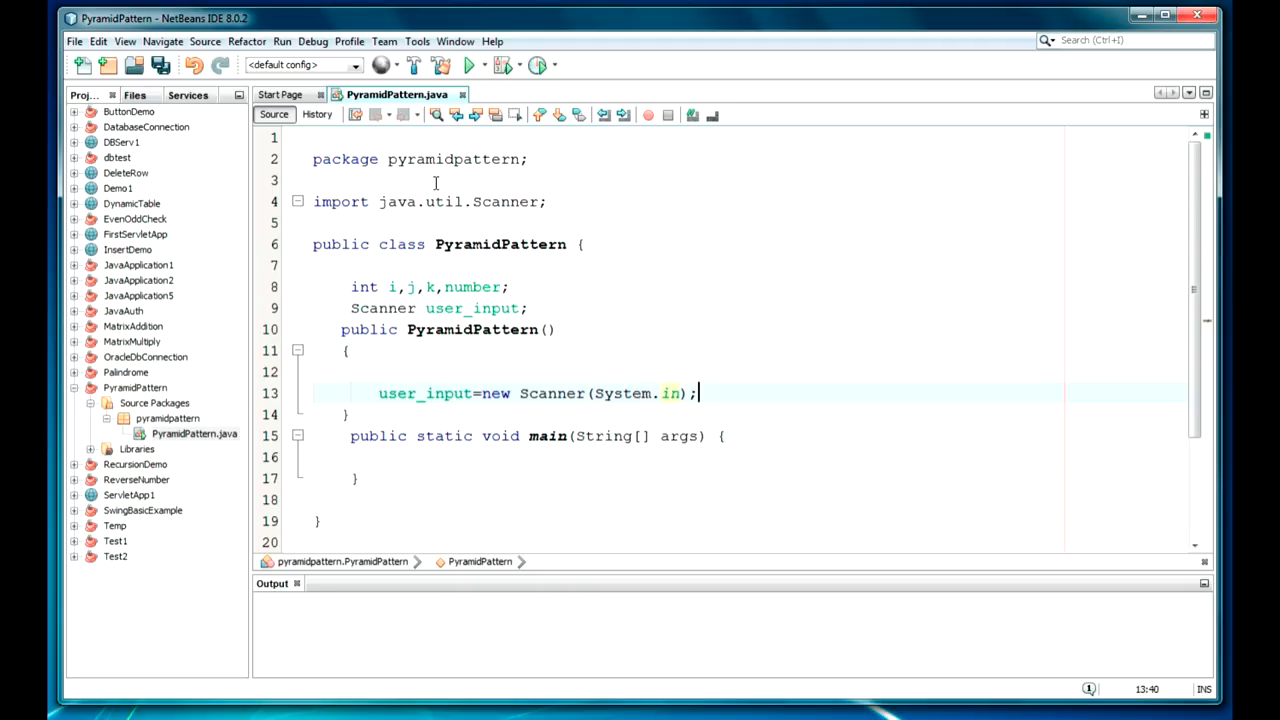 PyramidPattern - NetBeans IDE 8.0.2
File Edit View Navigate Source Refactor Run Debug Profile Team Tools Window Help
Search (Ctrl+I)
<default config>
Proj... Files Services
Start Page PyramidPattern.java
Source History
ButtonDemo
DatabaseConnection
DBServ1
dbtest
DeleteRow
Demo1
DynamicTable
EvenOddCheck
FirstServletApp
InsertDemo
JavaApplication1
JavaApplication2
JavaApplication5
JavaAuth
MatrixAddition
MatrixMultiply
OracleDbConnection
Palindrome
PyramidPattern
Source Packages
pyramidpattern
PyramidPattern.java
Libraries
RecursionDemo
ReverseNumber
ServletApp1
SwingBasicExample
Temp
Test1
Test2
1
2 package pyramidpattern;
3
4 import java.util.Scanner;
5
6 public class PyramidPattern {
7
8 int i,j,k,number;
9 Scanner user_input;
10 public PyramidPattern()
11 {
12
13 user_input=new Scanner(System.in);
14 }
15 public static void main(String[] args) {
16
17 }
18
19 }
20
pyramidpattern.PyramidPattern PyramidPattern
Output
1 13:40 INS